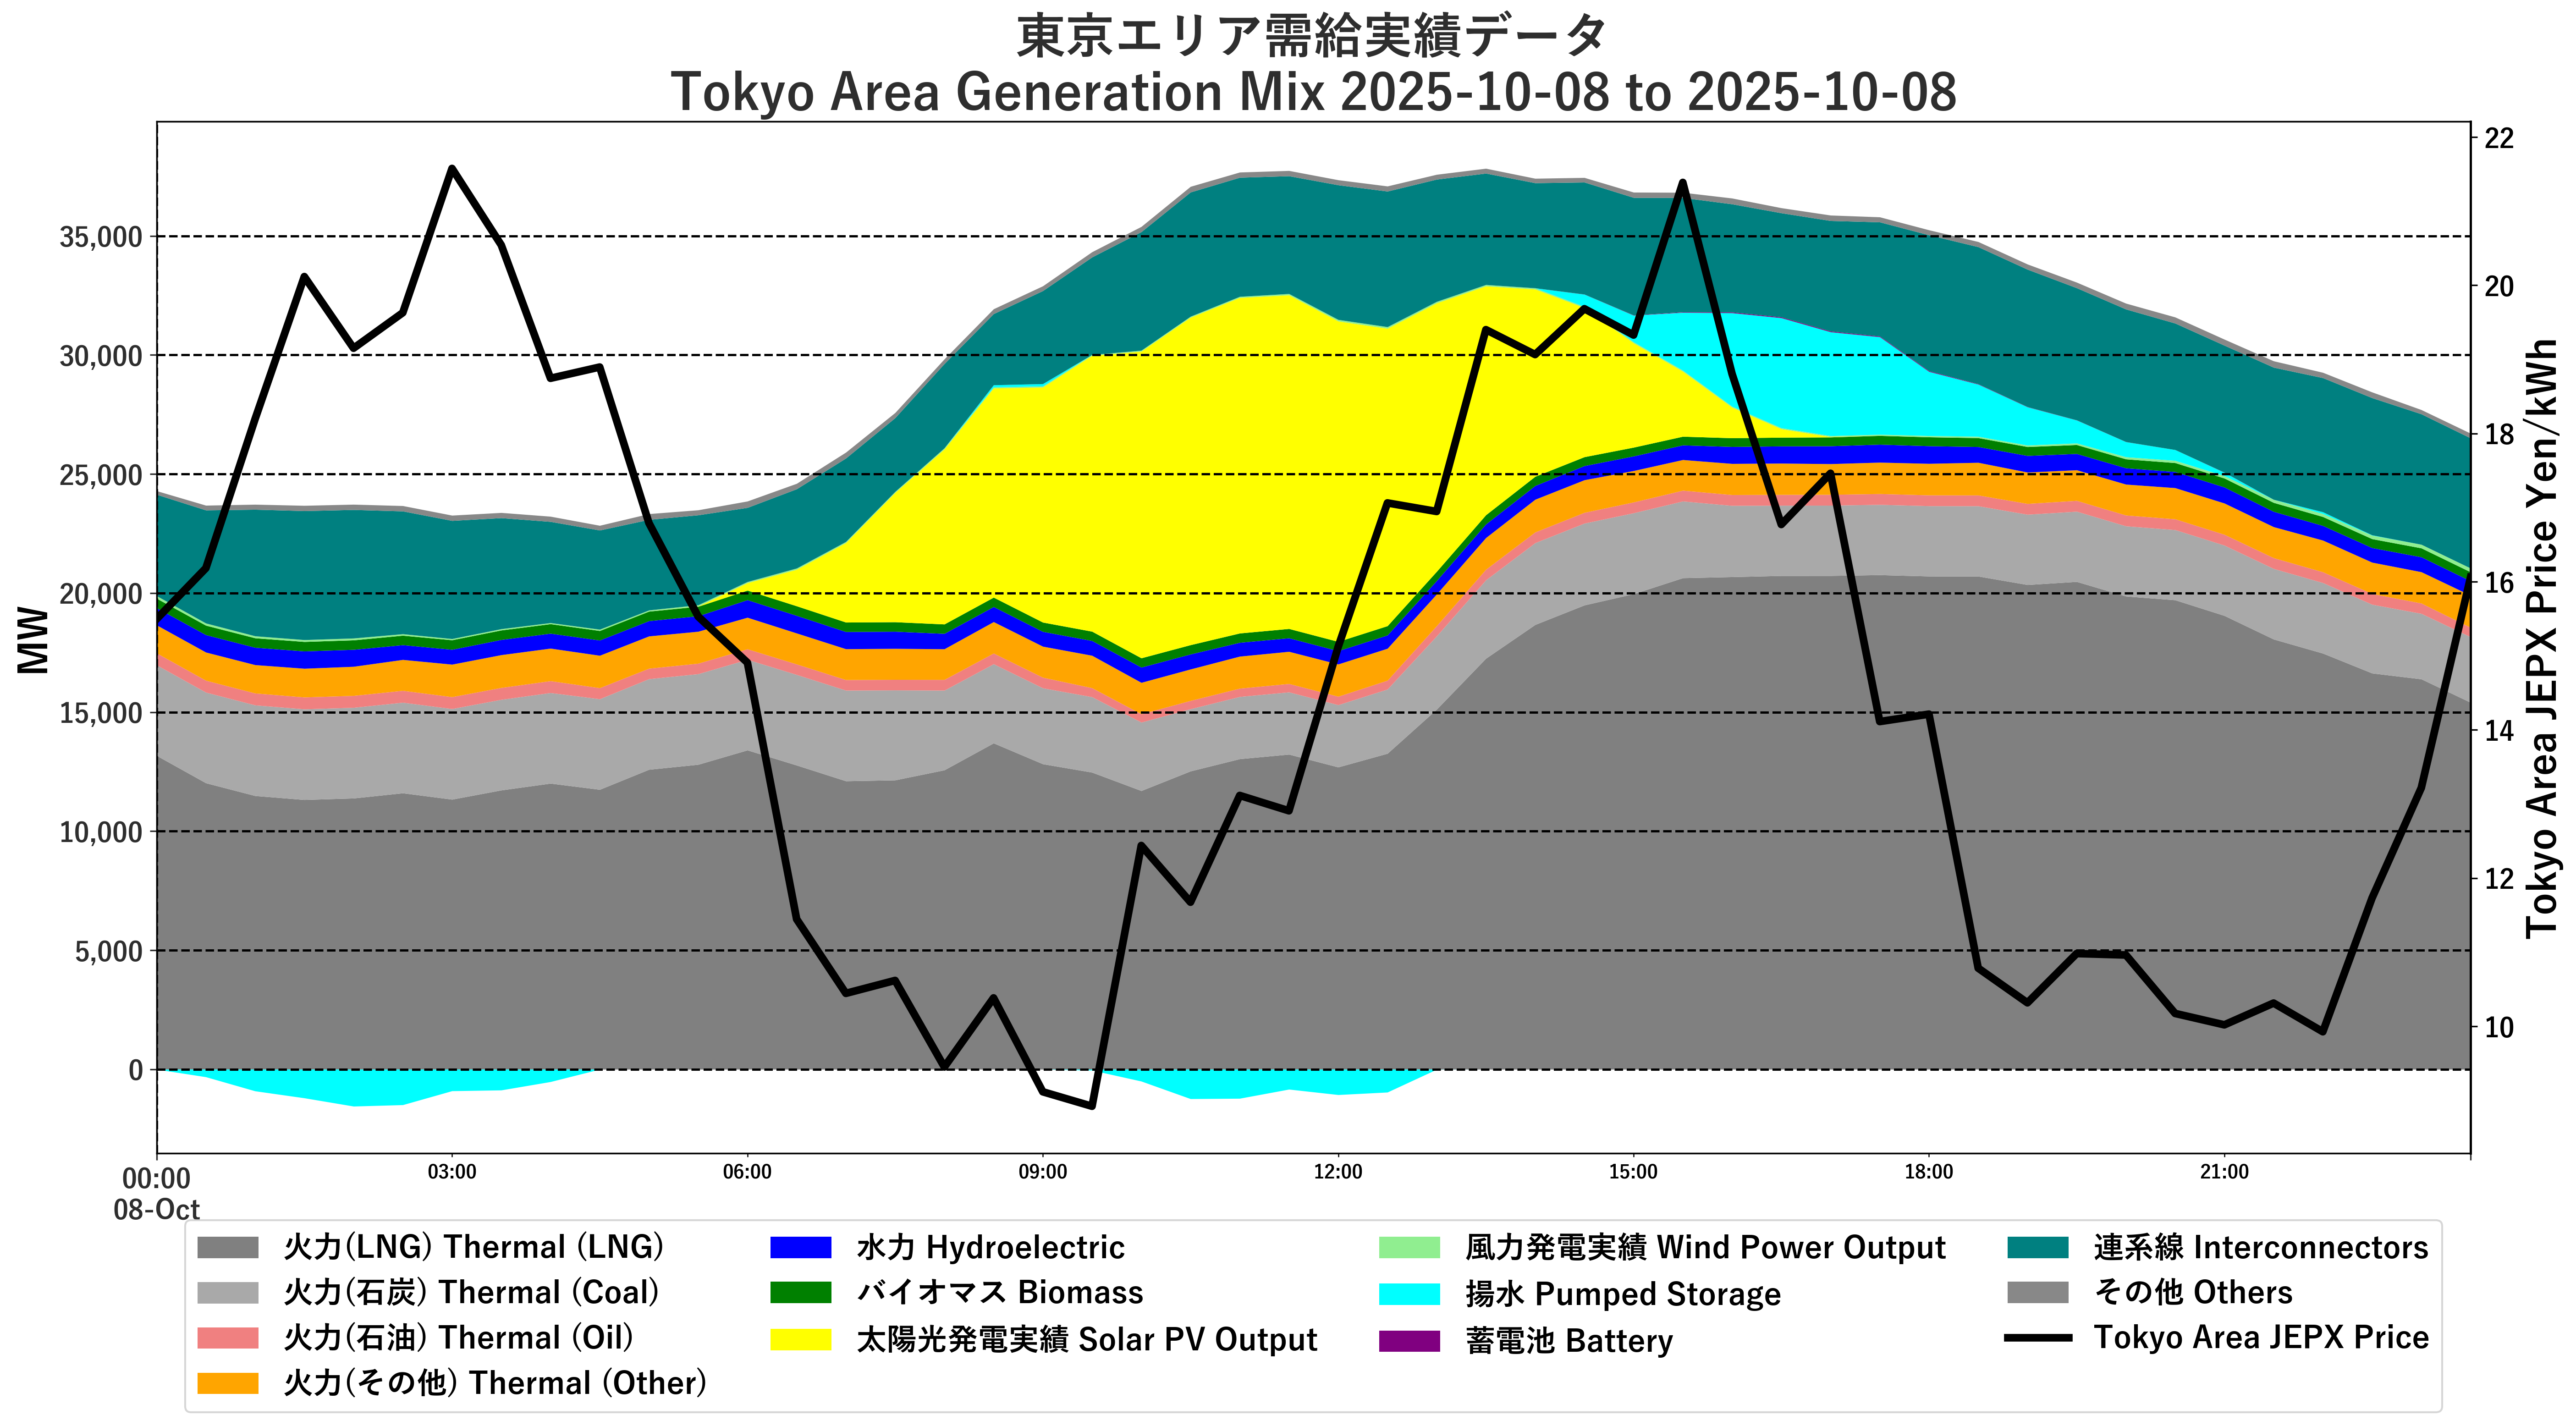 東京エリア需給実績データ
Tokyo Area Generation Mix 2025-10-08 to 2025-10-08
MW
35,000
30,000
25,000
20,000
15,000
10,000
5,000
0
22
20
18
16
14
12
10
Tokyo Area JEPX Price Yen/kWh
00:00
08-Oct
03:00
06:00
09:00
12:00
15:00
18:00
21:00
火力(LNG) Thermal (LNG)
火力(石炭) Thermal (Coal)
火力(石油) Thermal (Oil)
火力(その他) Thermal (Other)
水力 Hydroelectric
バイオマス Biomass
太陽光発電実績 Solar PV Output
風力発電実績 Wind Power Output
揚水 Pumped Storage
蓄電池 Battery
連系線 Interconnectors
その他 Others
Tokyo Area JEPX Price